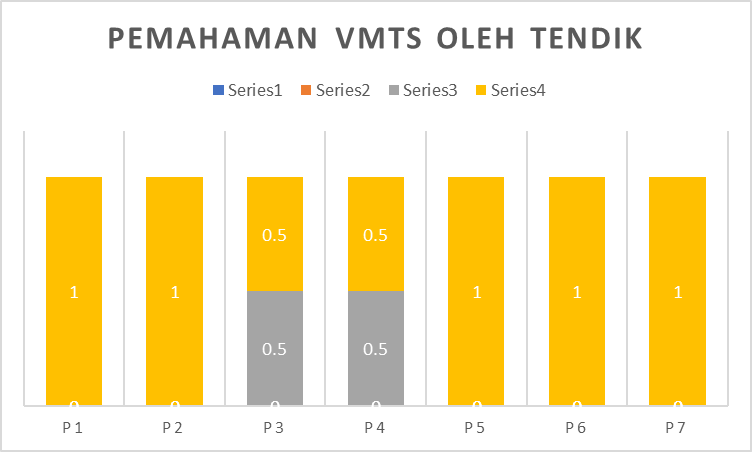 PEMAHAMAN VMTS OLEH TENDIK
Series1 Series2 Series3 Series4
0.5 0.5
1 1 1 1 1
0.5 0.5
0 0 0 0 0 0 0
P 1 P 2 P 3 P 4 P 5 P 6 P 7